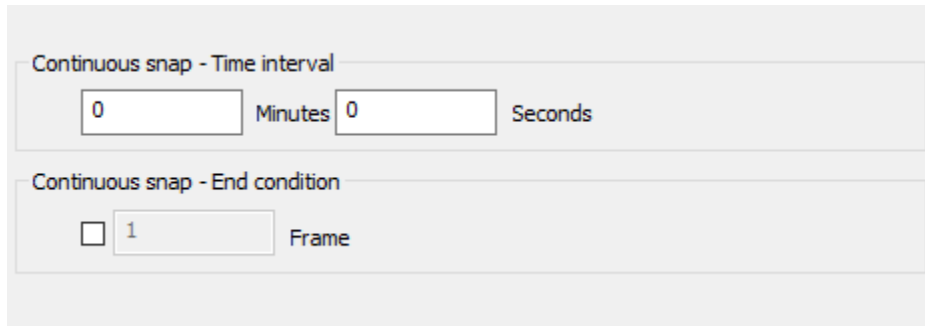 Continuous snap - Time interval
0 Minutes 0 Seconds
Continuous snap - End condition
1 Frame